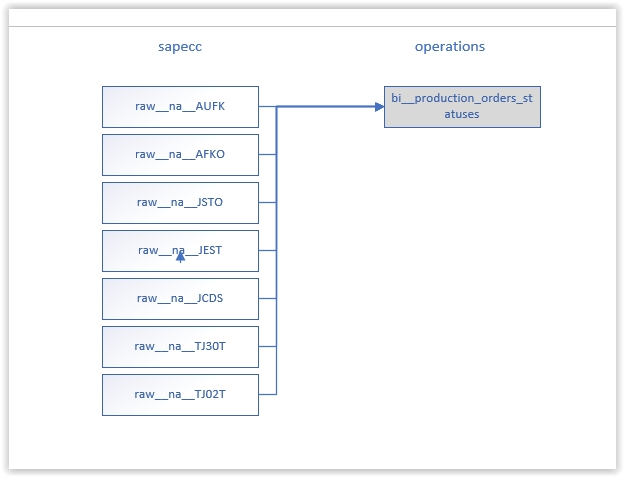 sapecc
operations
raw__na__AUFK
bi__production_orders_st
atuses
raw__na__AFKO
raw__na__JSTO
raw__na__JEST
raw__na__JCDS
raw__na__TJ30T
raw__na__TJ02T